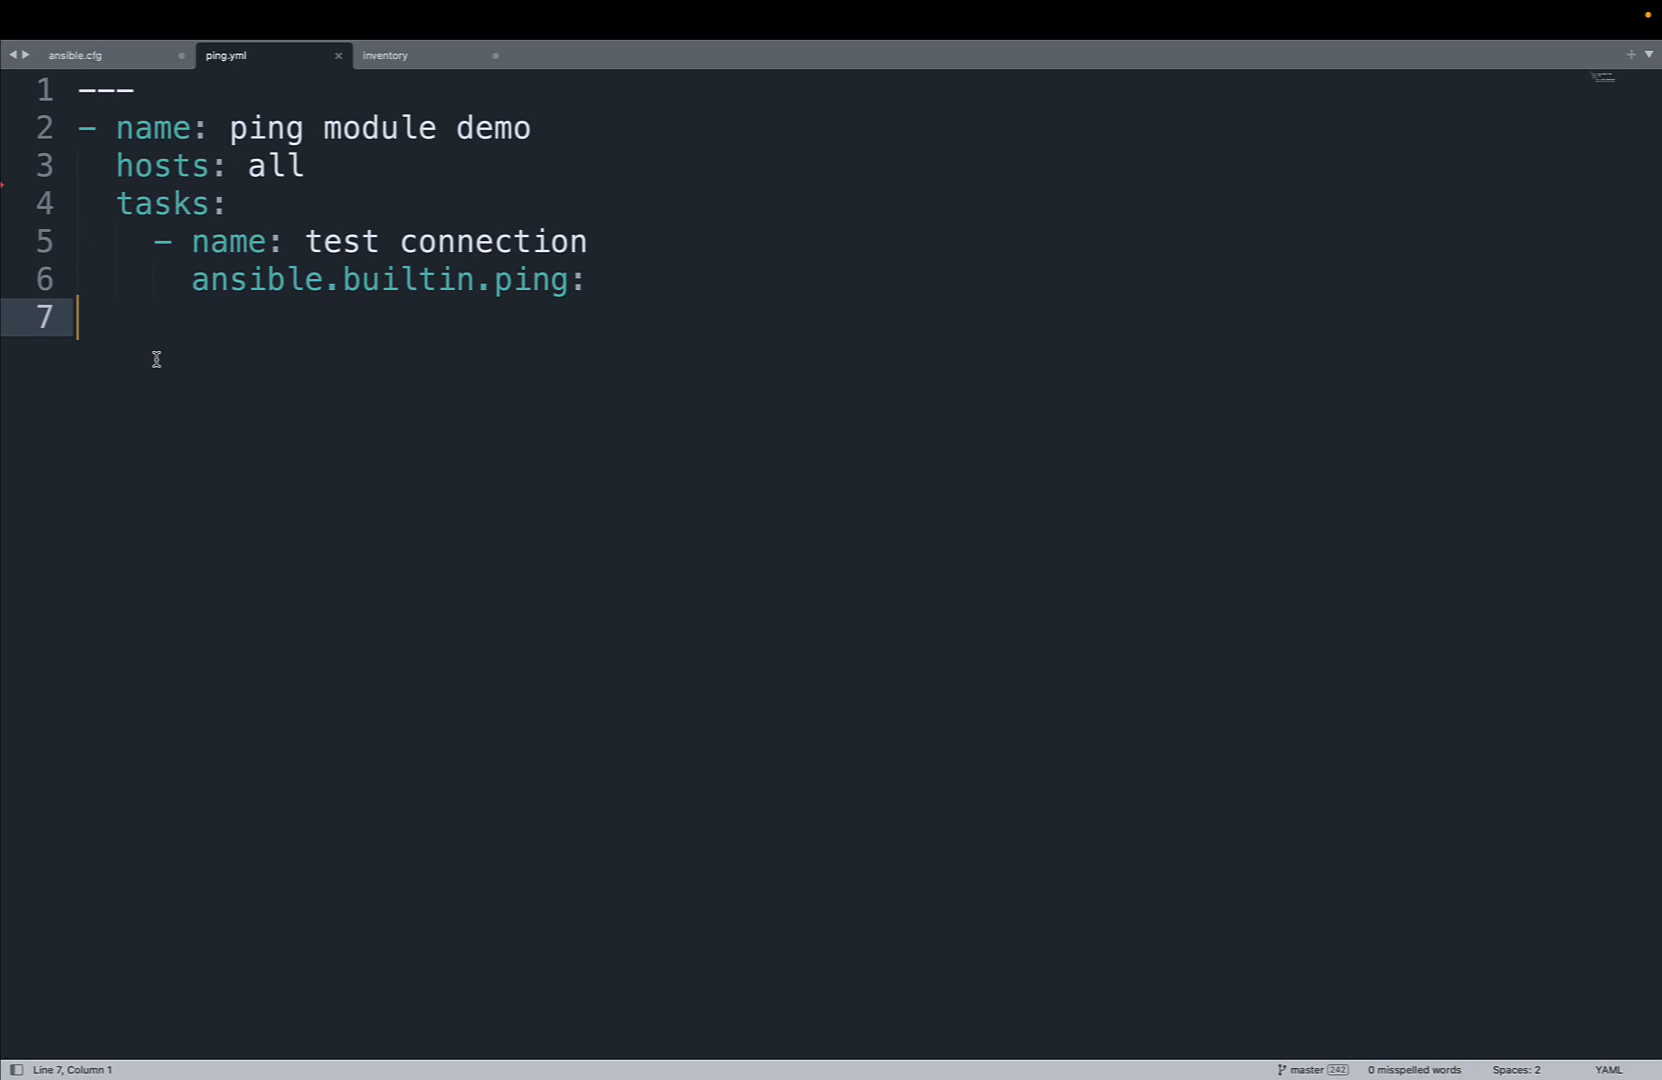 ansible.cfg ping.yml inventory
1 ---
2 - name: ping module demo
3   hosts: all
4   tasks:
5     - name: test connection
6       ansible.builtin.ping:
7
Line 7, Column 1 master 242 0 misspelled words Spaces: 2 YAML